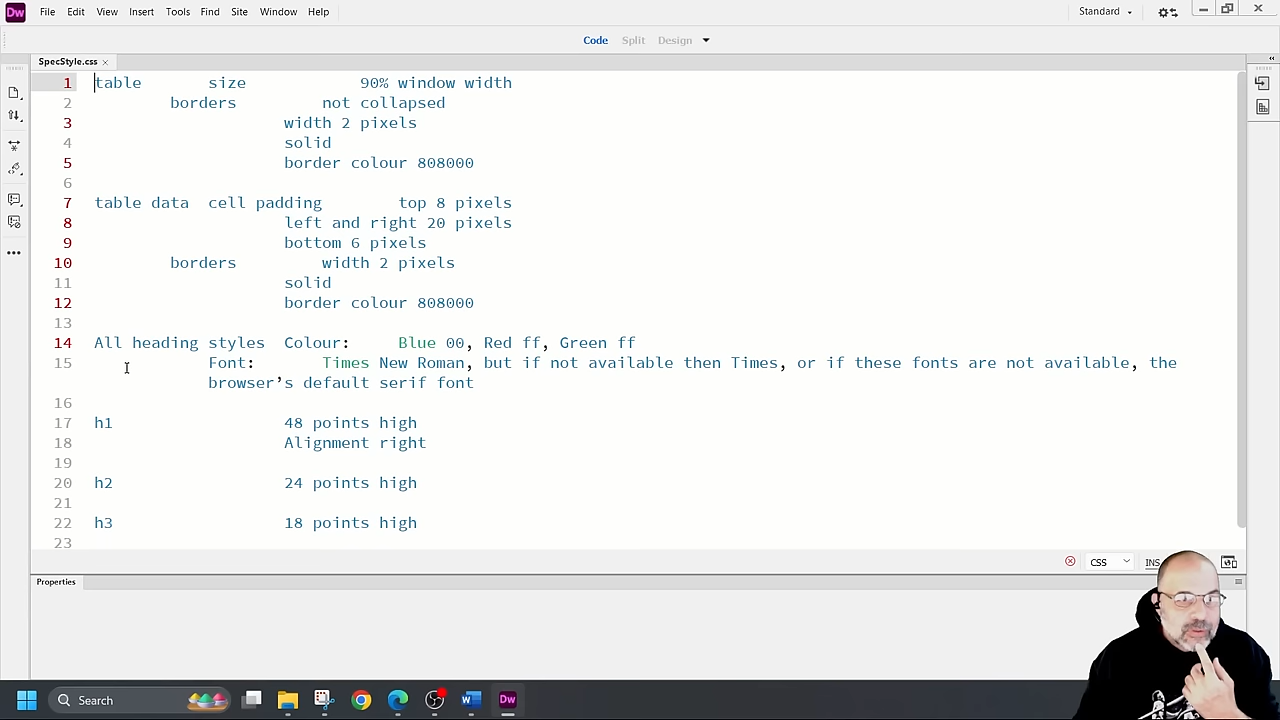 Dw File Edit View Insert Tools Find Site Window Help Standard
Code Split Design
SpecStyle.css
1 table size 90% window width
2 borders not collapsed
3 width 2 pixels
4 solid
5 border colour 808000
6
7 table data cell padding top 8 pixels
8 left and right 20 pixels
9 bottom 6 pixels
10 borders width 2 pixels
11 solid
12 border colour 808000
13
14 All heading styles Colour: Blue 00, Red ff, Green ff
15 Font: Times New Roman, but if not available then Times, or if these fonts are not available, the
browser’s default serif font
16
17 h1 48 points high
18 Alignment right
19
20 h2 24 points high
21
22 h3 18 points high
23
CSS INS
Properties
Search W Dw